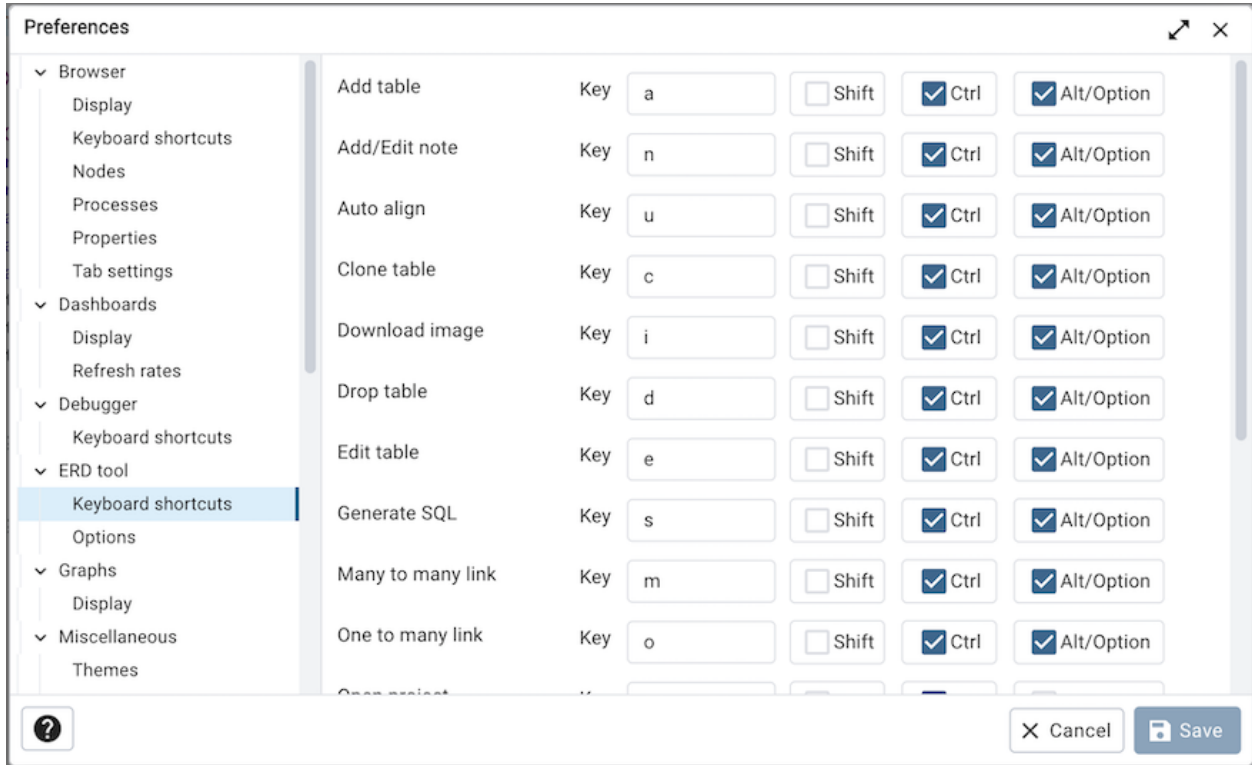 Preferences
Browser
Display
Keyboard shortcuts
Nodes
Processes
Properties
Tab settings
Dashboards
Display
Refresh rates
Debugger
Keyboard shortcuts
ERD tool
Keyboard shortcuts
Options
Graphs
Display
Miscellaneous
Themes
Add table Key a Shift Ctrl Alt/Option
Add/Edit note Key n Shift Ctrl Alt/Option
Auto align Key u Shift Ctrl Alt/Option
Clone table Key c Shift Ctrl Alt/Option
Download image Key i Shift Ctrl Alt/Option
Drop table Key d Shift Ctrl Alt/Option
Edit table Key e Shift Ctrl Alt/Option
Generate SQL Key s Shift Ctrl Alt/Option
Many to many link Key m Shift Ctrl Alt/Option
One to many link Key o Shift Ctrl Alt/Option
Open project
? Cancel Save